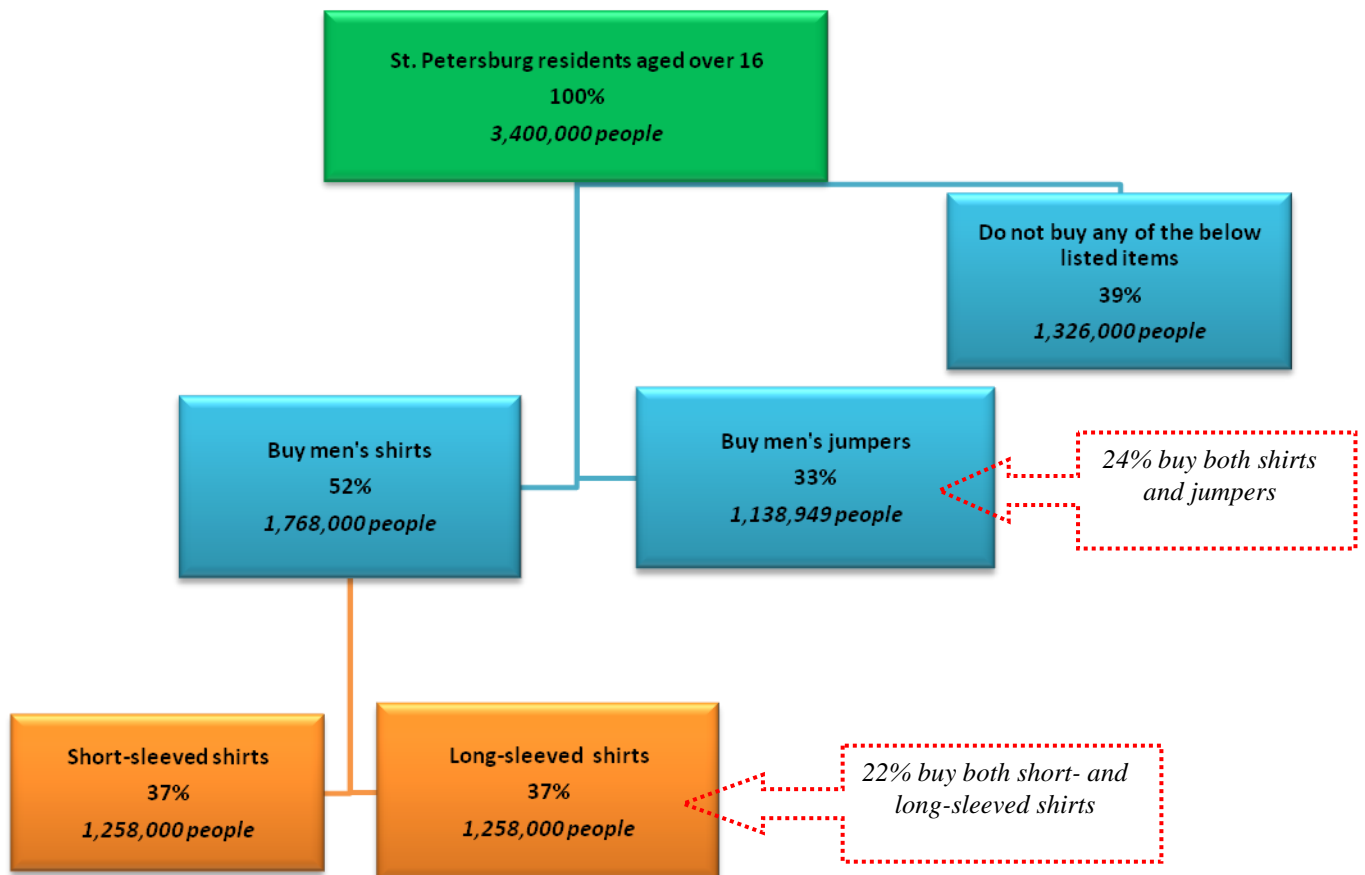 St. Petersburg residents aged over 16
100%
3,400,000 people
Do not buy any of the below
listed items
39%
1,326,000 people
Buy men's shirts
52%
1,768,000 people
Buy men's jumpers
33%
1,138,949 people
24% buy both shirts
and jumpers
Short-sleeved shirts
37%
1,258,000 people
Long-sleeved shirts
37%
1,258,000 people
22% buy both short- and
long-sleeved shirts